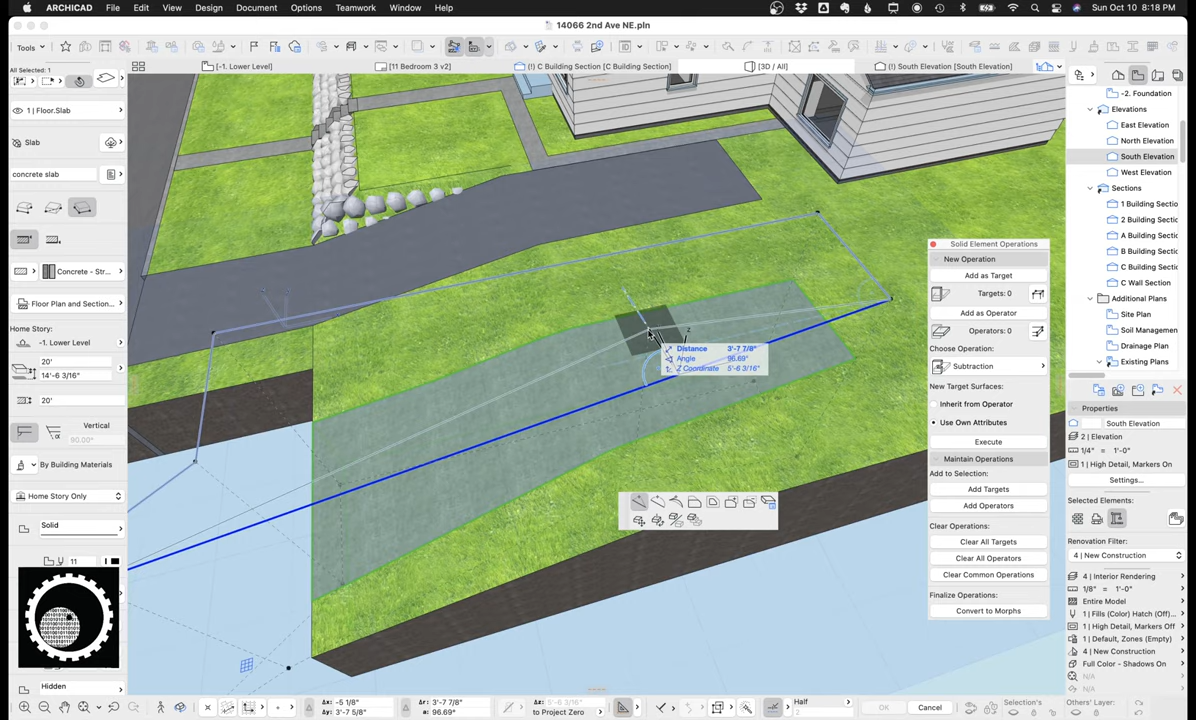 ARCHICAD File Edit View Design Document Options Teamwork Window Help Sun Oct 10 8:18 PM
14066 2nd Ave NE.pln
Tools
[-1. Lower Level]
[11 Bedroom 3 v2]
(!) C Building Section [C Building Section]
[3D / All]
(!) South Elevation [South Elevation]
All Selected: 1
1 | Floor.Slab
Slab
concrete slab
Concrete - Str...
Floor Plan and Section...
Home Story:
-1. Lower Level
20'
14'-6 3/16"
20'
Vertical
90.00°
By Building Materials
Home Story Only
Solid
11
Hidden
z
Distance 3'-7 7/8"
Angle 96.69°
Z Coordinate 5'-6 3/16"
Solid Element Operations
New Operation
Add as Target
Targets: 0
Add as Operator
Operators: 0
Choose Operation:
Subtraction
New Target Surfaces:
Inherit from Operator
Use Own Attributes
Execute
Maintain Operations
Add to Selection:
Add Targets
Add Operators
Clear Operations:
Clear All Targets
Clear All Operators
Clear Common Operations
Finalize Operations:
Convert to Morphs
-2. Foundation
Elevations
East Elevation
North Elevation
South Elevation
West Elevation
Sections
1 Building Sectio
2 Building Sectio
A Building Sectio
B Building Sectio
C Building Sectio
C Wall Section
Additional Plans
Site Plan
Soil Managemen
Drainage Plan
Existing Plans
Properties
South Elevation
2 | Elevation
1/4" = 1'-0"
1 | High Detail, Markers On
Settings...
Selected Elements:
Renovation Filter:
4 | New Construction
4 | Interior Rendering
1/8" = 1'-0"
Entire Model
1 | Fills (Color) Hatch (Of)...
1 | High Detail, Markers Off
1 | Default, Zones (Empty)
4 | New Construction
Full Color - Shadows On
N/A
N/A
Δx: -5 1/8"
Δy: 3'-7 5/8"
Δr: 3'-7 7/8"
a: 96.69°
Δz: 5'-6 3/16"
to Project Zero
Half
2
OK
Cancel
Selection's:
Others' Layer: